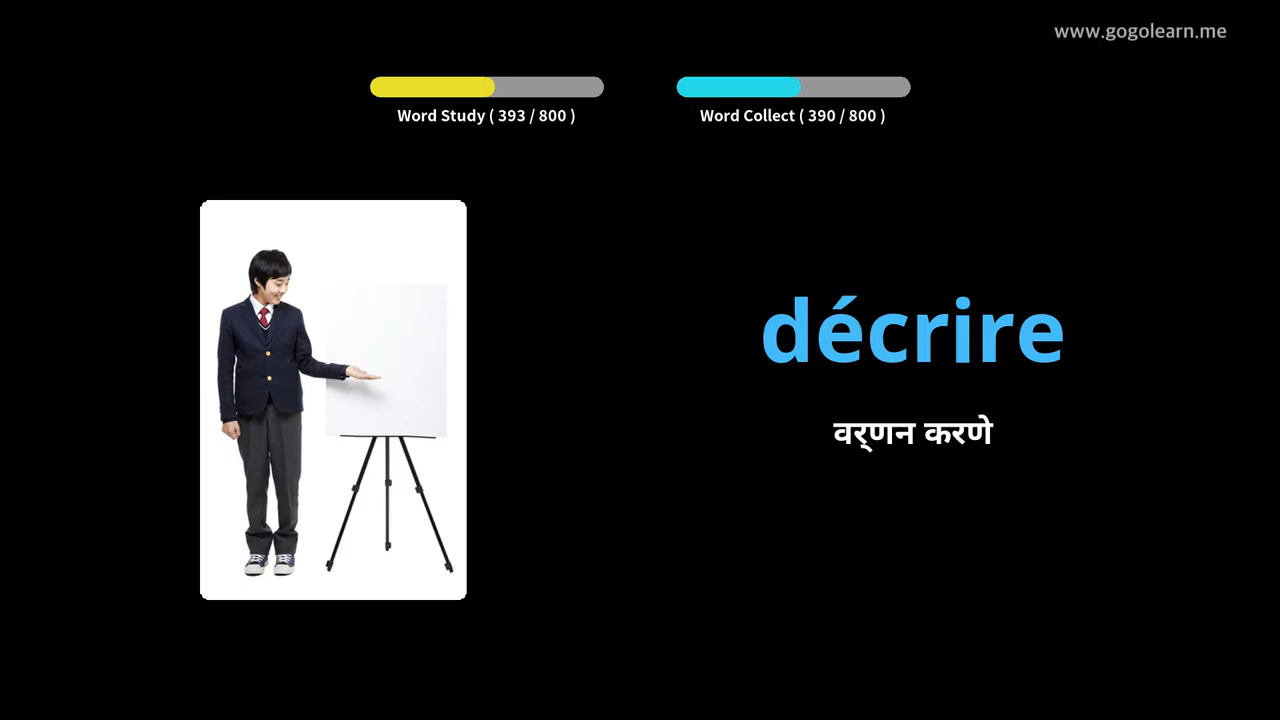 www.gogolearn.me
Word Study ( 393 / 800 )
Word Collect ( 390 / 800 )
décrire
वर्णन करणे